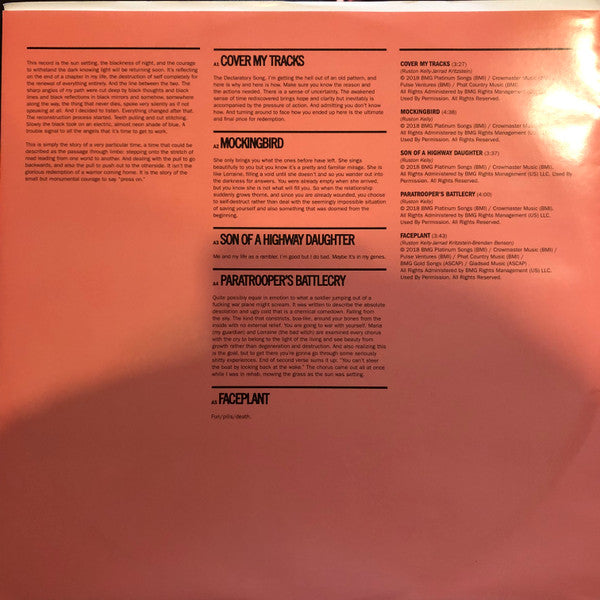 This record is the sun setting, the blackness of night, and the courage
to withstand the dark knowing light will be returning soon. It's reflecting
on the end of a chapter in my life, the destruction of self completely for
the renewal of everything entirely. And the line between the two. The
sharp angles of my path were cut deep by black thoughts and black
lines and black reflections in black mirrors and somehow, somewhere
along the way, the thing that never dies, spoke very silently as if not
speaking at all. And I decided to listen. Everything changed after that.
The reconstruction process started. Teeth pulling and cut stitching.
Slowly the black took on an electric, almost neon shade of blue. A
trouble signal to all the angels that it's time to get to work.
This is simply the story of a very particular time, a time that could be
described as the passage through limbo: stepping onto the stretch of
road leading from one world to another. And dealing with the pull to go
backwards, and also the pull to push out to the otherside. It isn't the
glorious redemption of a warrior coming home. It is the story of the
small but monumental courage to say "press on."
A1 COVER MY TRACKS
The Declaratory Song. I'm getting the hell out of an old pattern, and
here is why and here is how. Make sure you know the reason and
the actions needed. There is a sense of uncertainty. The awakened
sense of time rediscovered brings hope and clarity but inevitably is
accompanied by the pressure of action. And admitting you don't know
how. And turning around to face how you ended up here is the ultimate
and final price for redemption.
A2 MOCKINGBIRD
She only brings you what the ones before have left. She sings
beautifully to you and you know it's a pretty and familiar mirage. She is
like Lorraine, filling a void until she doesn't and so you wander out into
the darkness for answers. You were already empty when she arrived,
but you know she is not what will fill you. So when the relationship
suddenly grows thorns, and since you are already wounded, you choose
to self-destruct rather than deal with the seemingly impossible situation
of saving yourself and also something that was doomed from the
beginning.
A3 SON OF A HIGHWAY DAUGHTER
Me and my life as a rambler. I'm good but I do bad. Maybe it's in my genes.
A4 PARATROOPER'S BATTLECRY
Quite possibly equal in emotion to what a soldier jumping out of a
fucking war plane might scream. It was written to describe the absolute
desolation and ugly cold that is a chemical comedown. Falling from
the sky. The kind that constricts, boa-like, around your bones from the
inside with no external relief. You are going to war with yourself. Maria
(my guardian) and Lorraine (the bad witch) are examined every chorus
with the cry to belong to the light of the living and see beauty from
growth rather than degeneration and destruction. And also realizing this
is the goal, but to get there you're gonna go through some seriously
shitty experiences. End of second verse sums it up: "You can't steer
the boat by looking back at the wake." The chorus came out all at once
while I was in rehab, mowing the grass as the sun was setting.
A5 FACEPLANT
Fun/pills/death.
COVER MY TRACKS (3:27)
(Ruston Kelly-Jarrad Kritzstein)
© 2018 BMG Platinum Songs (BMI) / Crowmaster Music (BMI) /
Pulse Ventures (BMI) / Phat Country Music (BMI)
All Rights Administered by BMG Rights Management
Used By Permission. All Rights Reserved.
MOCKINGBIRD (4:38)
(Ruston Kelly)
© 2018 BMG Platinum Songs (BMI) / Crowmaster Music
All Rights Administered by BMG Rights Management (US)
Used By Permission. All Rights Reserved.
SON OF A HIGHWAY DAUGHTER (3:37)
(Ruston Kelly)
© 2018 BMG Platinum Songs (BMI) / Crowmaster Music (BMI).
All Rights Administered by BMG Rights Management (US) LLC. Used By
Permission. All Rights Reserved.
PARATROOPER'S BATTLECRY (4:00)
(Ruston Kelly)
© 2018 BMG Platinum Songs (BMI) / Crowmaster Music (BMI).
All Rights Administered by BMG Rights Management (US) LLC.
Used By Permission. All Rights Reserved.
FACEPLANT (3:43)
(Ruston Kelly-Jarrad Kritzstein-Brendan Benson)
© 2018 BMG Platinum Songs (BMI) / Crowmaster Music (BMI) /
Pulse Ventures (BMI) / Phat Country Music (BMI) /
BMG Gold Songs (ASCAP) / Gladsad Music (ASCAP)
All Rights Administered by BMG Rights Management (US) LLC.
Used By Permission. All Rights Reserved.